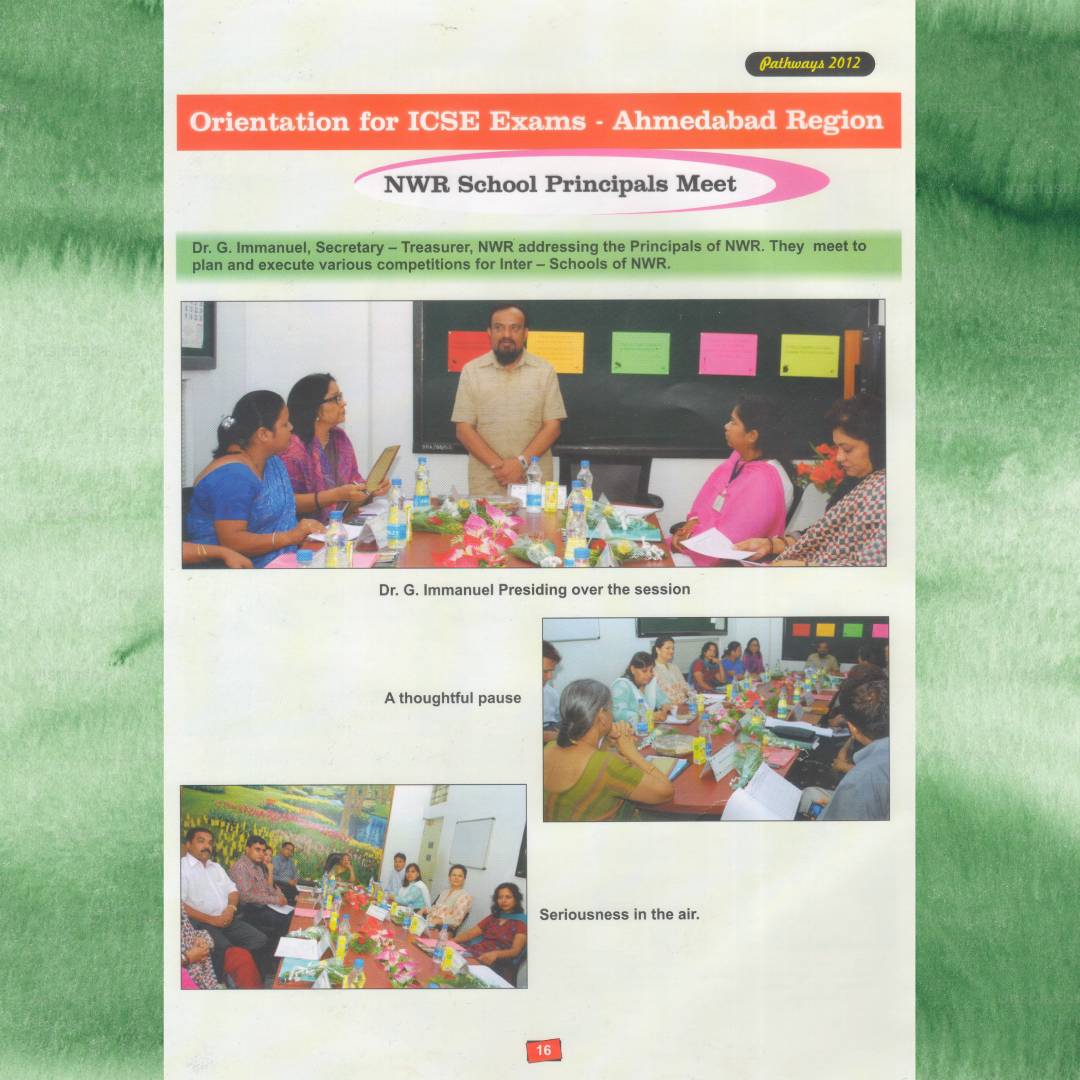 Pathways 2012
Orientation for ICSE Exams - Ahmedabad Region
NWR School Principals Meet
Dr. G. Immanuel, Secretary – Treasurer, NWR addressing the Principals of NWR. They meet to
plan and execute various competitions for Inter – Schools of NWR.
Dr. G. Immanuel Presiding over the session
A thoughtful pause
Seriousness in the air.
16